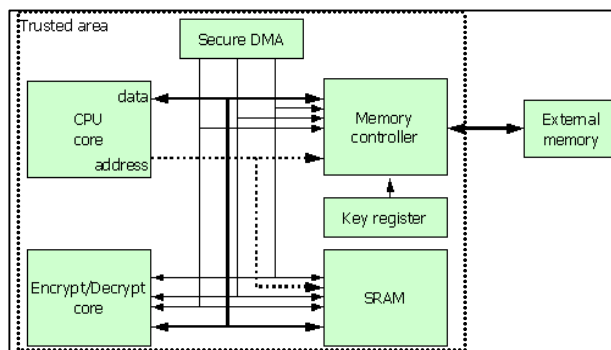 Trusted area
Secure DMA
data
CPU
core
address
Memory
controller
External
memory
Key register
Encrypt/Decrypt
core
SRAM